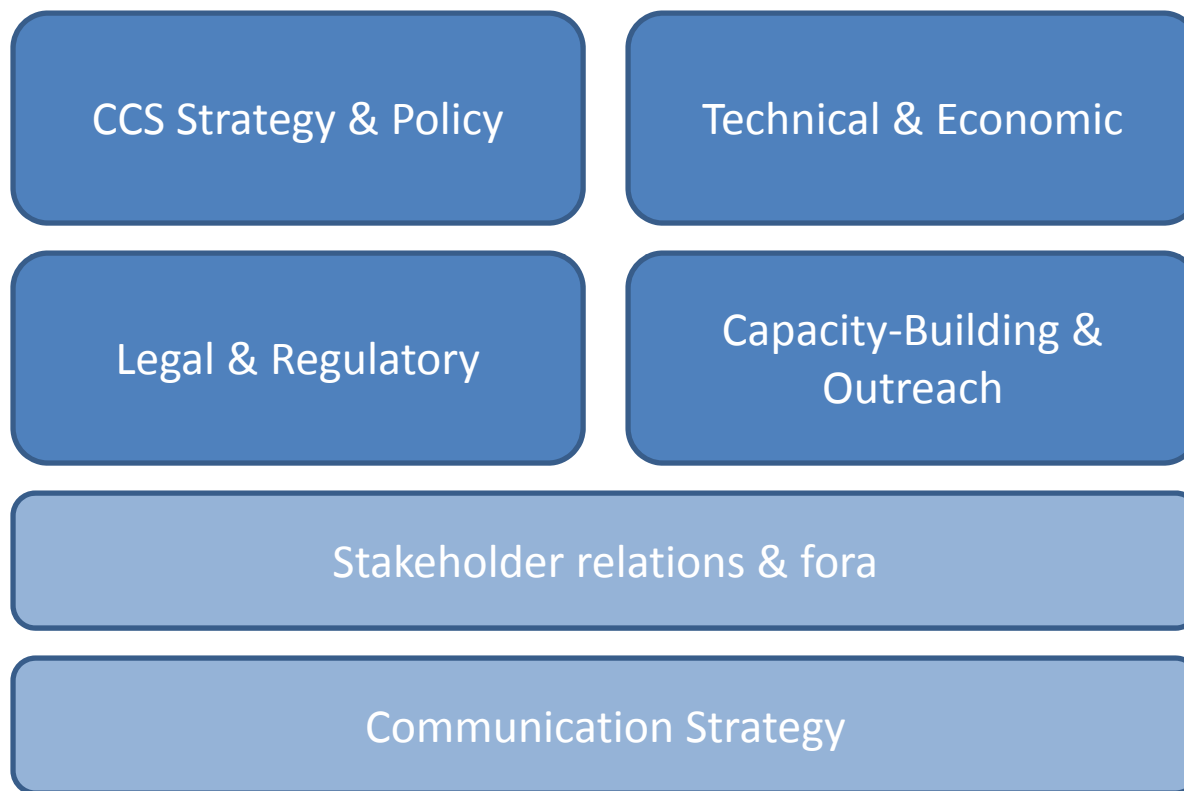 CCS Strategy & Policy
Technical & Economic
Legal & Regulatory
Capacity-Building &
Outreach
Stakeholder relations & fora
Communication Strategy